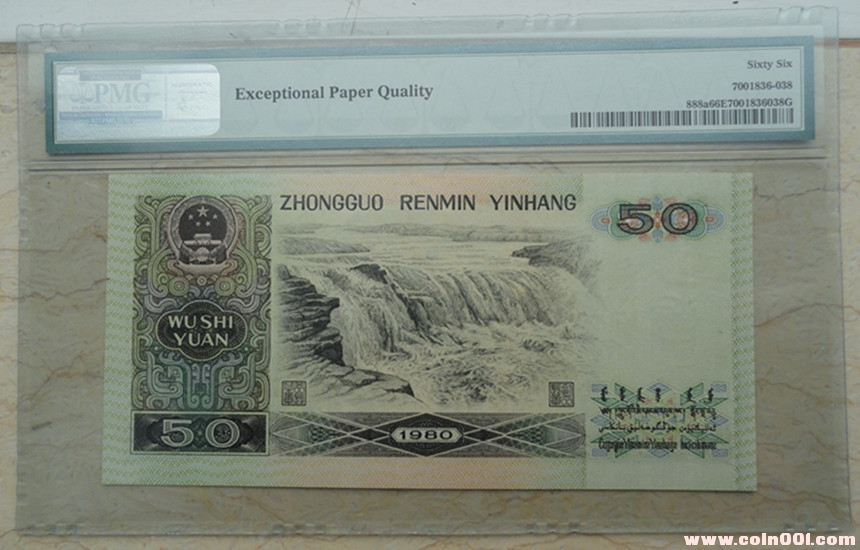 PMG
Exceptional Paper Quality
Sixty Six
7001836-038
888a66E7001836038G
ZHONGGUO RENMIN YINHANG
50
WU SHI
YUAN
50
1980
www.coin001.com